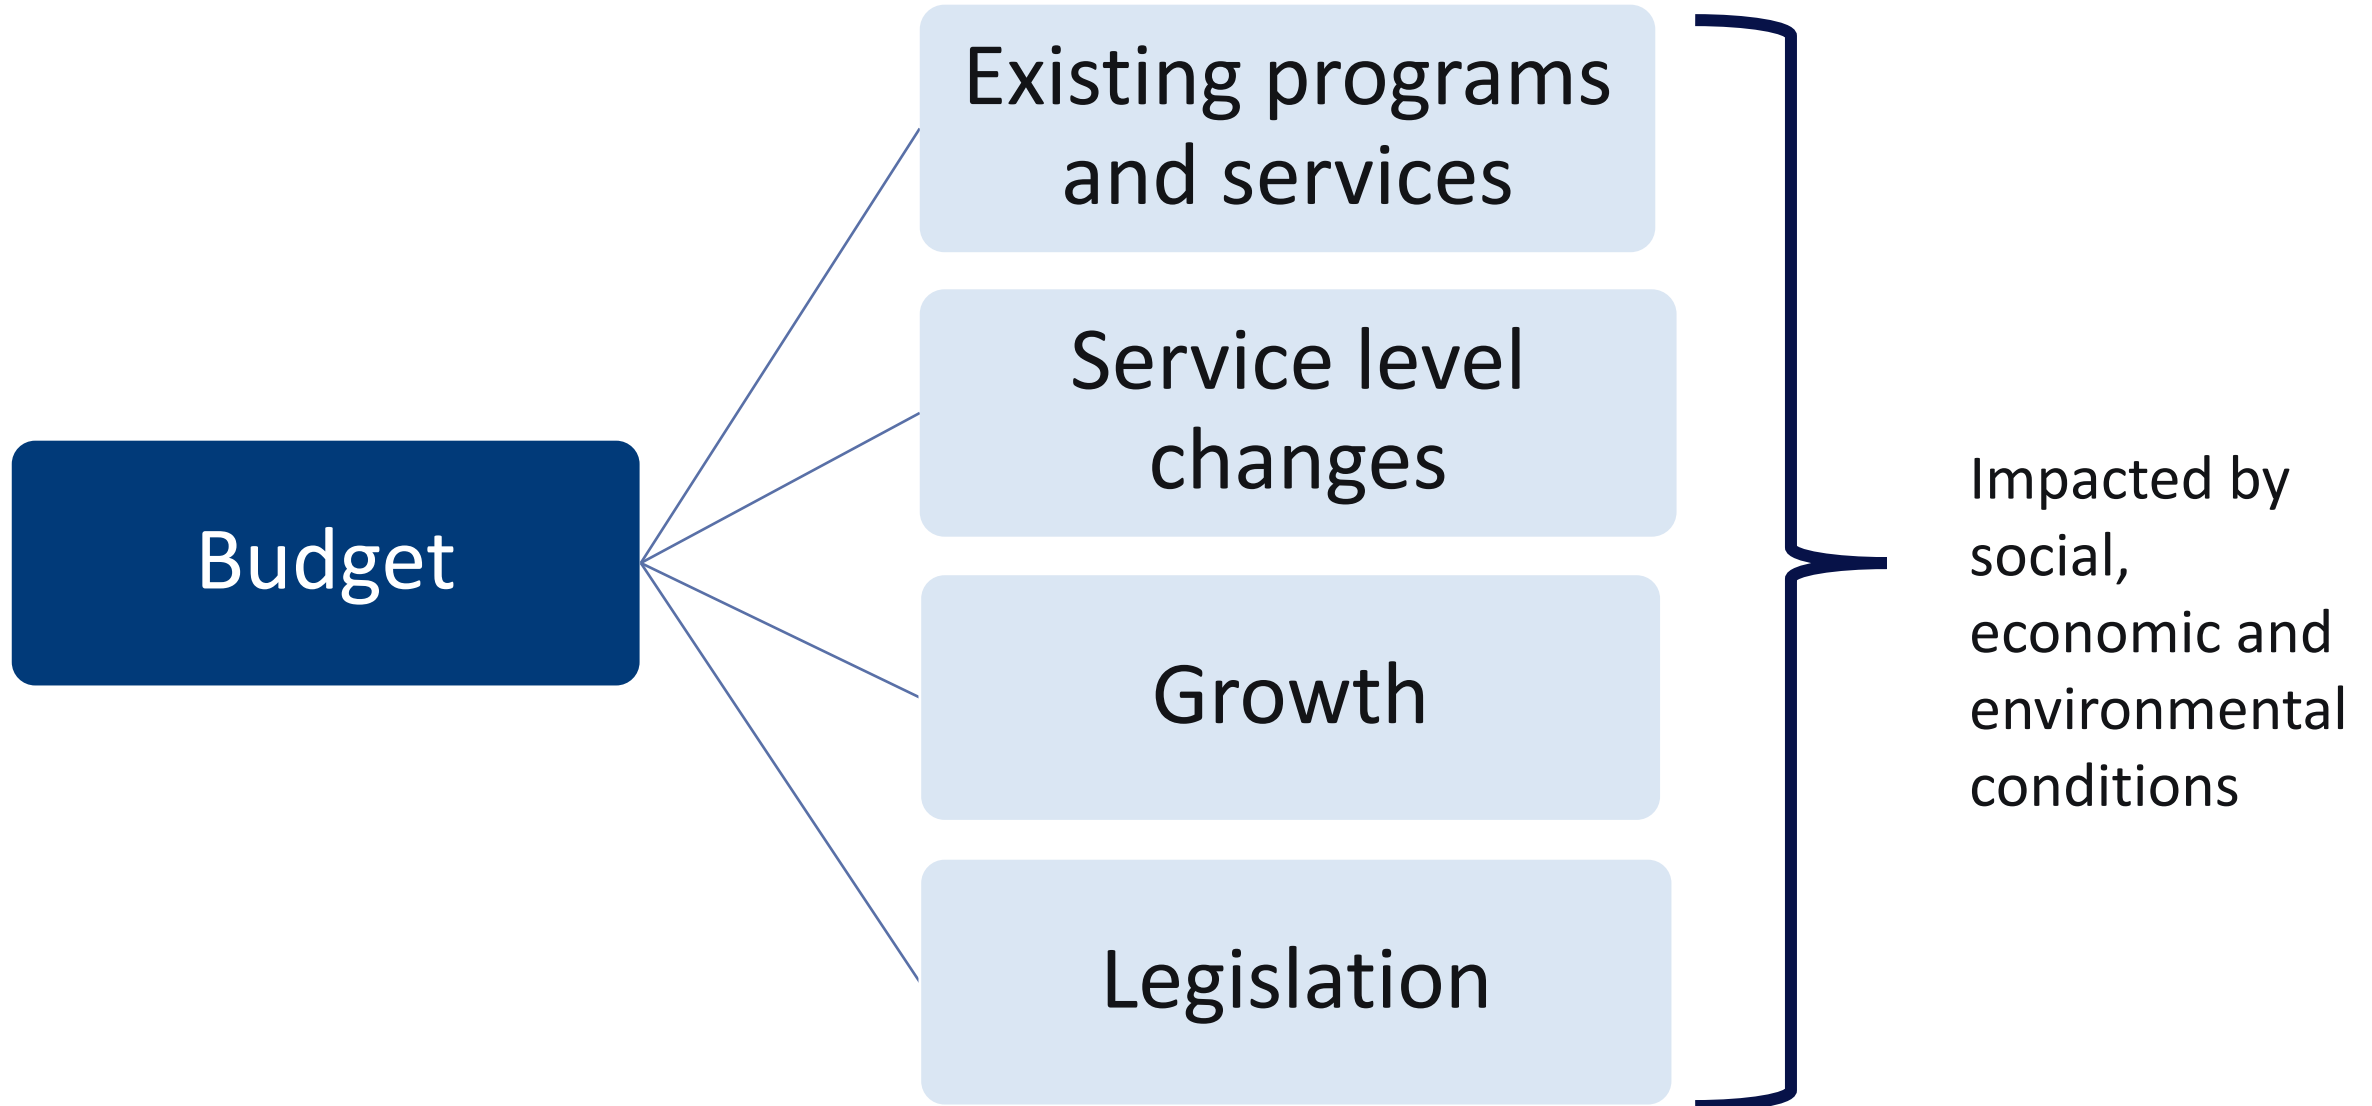 Existing programs
and services
Service level
changes
Budget
Growth
Legislation
Impacted by
social,
economic and
environmental
conditions